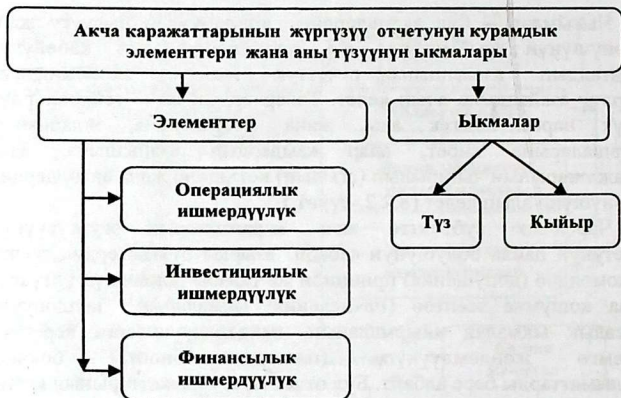 Акча каражаттарынын жүргүзүү отчетунун курамдык
элементтери жана аны түзүүнүн ыкмалары
Элементтер
Ыкмалар
Операциялык
ишмердүүлүк
Түз
Кыйыр
Инвестициялык
ишмердүүлүк
Финансылык
ишмердүүлүк